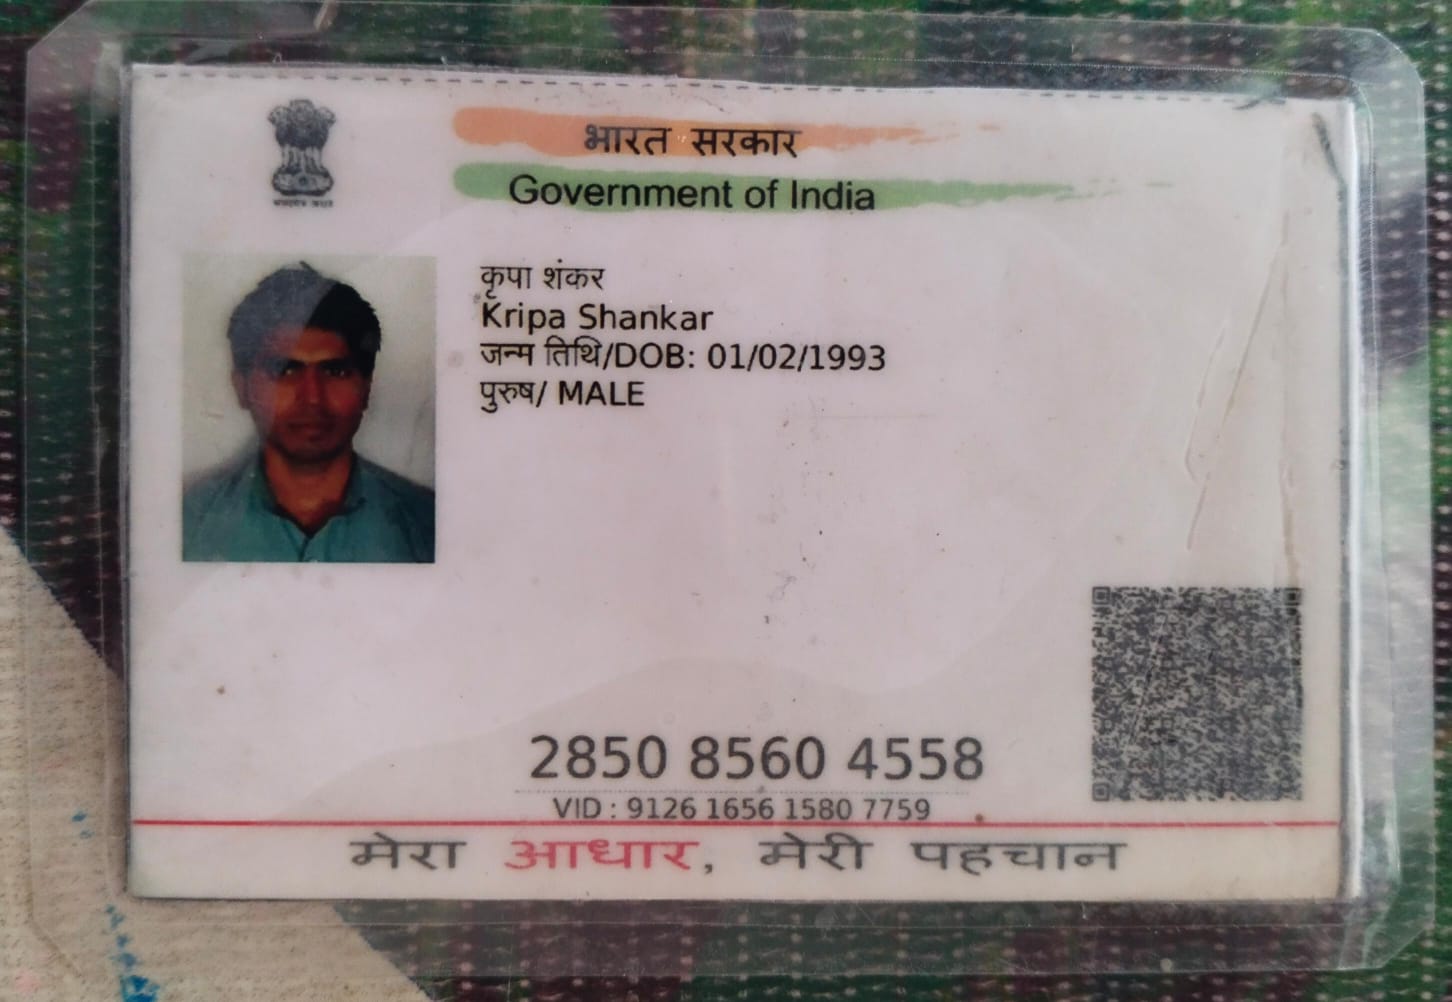 भारत सरकार
Government of India
कृपा शंकर
Kripa Shankar
जन्म तिथि/DOB: 01/02/1993
पुरुष/ MALE
2850 8560 4558
VID : 9126 1656 1580 7759
मेरा आधार, मेरी पहचान